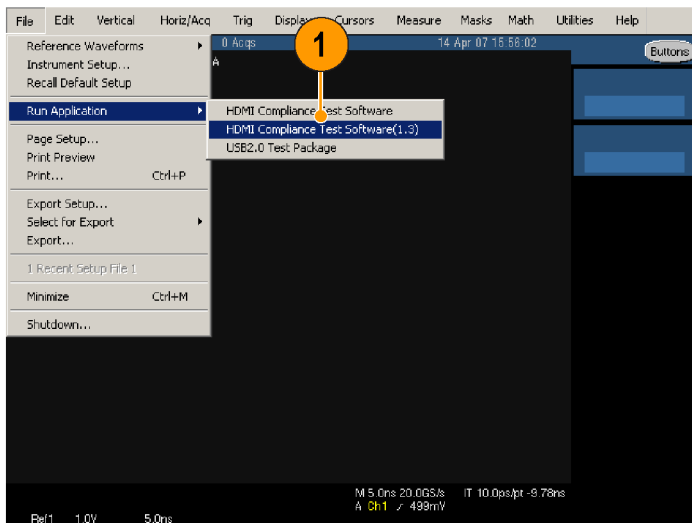 File Edit Vertical Horiz/Acq Trig Display Cursors Measure Masks Math Utilities Help
0 Acqs 14 Apr 07 15:56:02
Buttons
A
1
Reference Waveforms
Instrument Setup...
Recall Default Setup
Run Application
HDMI Compliance Test Software
HDMI Compliance Test Software(1.3)
USB2.0 Test Package
Page Setup...
Print Preview
Print... Ctrl+P
Export Setup...
Select for Export
Export...
1 Recent Setup File 1
Minimize Ctrl+M
Shutdown...
M 5.0ns 20.0GS/s IT 10.0ps/pt -9.78ns
A Ch1 499mV
Ref1 1.0V 5.0ns